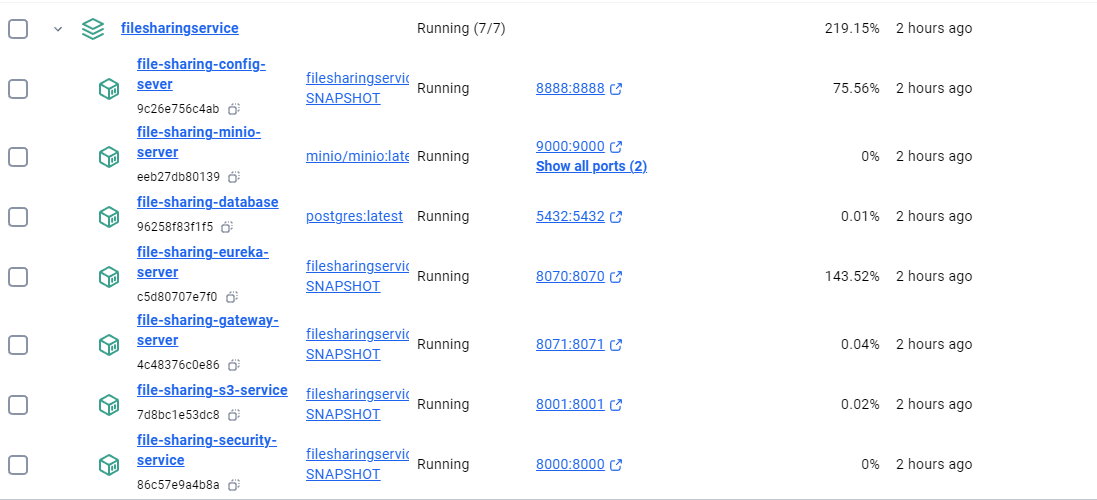 filesharingservice Running (7/7) 219.15% 2 hours ago
file-sharing-config-
sever
9c26e756c4ab
filesharingservic
SNAPSHOT
Running 8888:8888 75.56% 2 hours ago
file-sharing-minio-
server
eeb27db80139
minio/minio:late
Running 9000:9000
Show all ports (2)
0% 2 hours ago
file-sharing-database
96258f83f1f5
postgres:latest Running 5432:5432 0.01% 2 hours ago
file-sharing-eureka-
server
c5d80707e7f0
filesharingservic
SNAPSHOT
Running 8070:8070 143.52% 2 hours ago
file-sharing-gateway-
server
4c48376c0e86
filesharingservic
SNAPSHOT
Running 8071:8071 0.04% 2 hours ago
file-sharing-s3-service
7d8bc1e53dc8
filesharingservic
SNAPSHOT
Running 8001:8001 0.02% 2 hours ago
file-sharing-security-
service
86c57e9a4b8a
filesharingservic
SNAPSHOT
Running 8000:8000 0% 2 hours ago